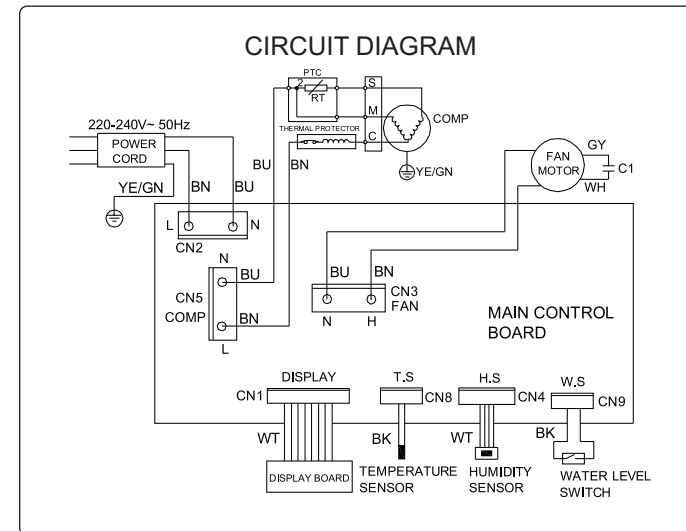 CIRCUIT DIAGRAM
PTC
2
RT
S
M
C
COMP
THERMAL PROTECTOR
YE/GN
220-240V~ 50Hz
POWER
CORD
YE/GN
BN
BU
BU
BN
FAN
MOTOR
GY
C1
WH
L
N
CN2
N
BU
CN5
COMP
BN
L
BU
BN
CN3
FAN
N
H
MAIN CONTROL
BOARD
DISPLAY
CN1
WT
DISPLAY BOARD
T.S
CN8
BK
TEMPERATURE
SENSOR
H.S
CN4
WT
HUMIDITY
SENSOR
W.S
CN9
BK
WATER LEVEL
SWITCH